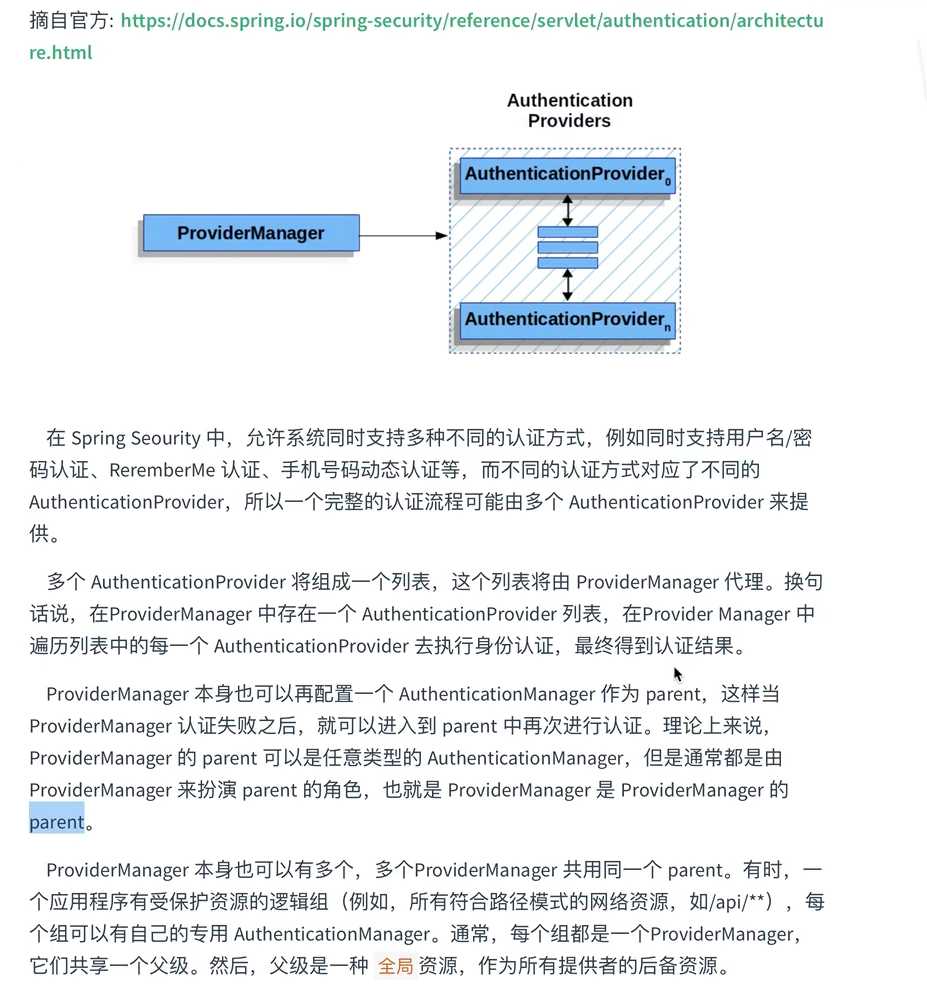 摘自官方: https://docs.spring.io/spring-security/reference/servlet/authentication/architectu
re.html
Authentication
Providers
AuthenticationProvider0
ProviderManager
AuthenticationProvidern
在 Spring Seourity 中，允许系统同时支持多种不同的认证方式，例如同时支持用户名/密
码认证、ReremberMe 认证、手机号码动态认证等，而不同的认证方式对应了不同的
AuthenticationProvider，所以一个完整的认证流程可能由多个 AuthenticationProvider 来提
供。
多个 AuthenticationProvider 将组成一个列表，这个列表将由 ProviderManager 代理。换句
话说，在ProviderManager 中存在一个 AuthenticationProvider 列表，在Provider Manager 中
遍历列表中的每一个 AuthenticationProvider 去执行身份认证，最终得到认证结果。
ProviderManager 本身也可以再配置一个 AuthenticationManager 作为 parent，这样当
ProviderManager 认证失败之后，就可以进入到 parent 中再次进行认证。理论上来说，
ProviderManager 的 parent 可以是任意类型的 AuthenticationManager，但是通常都是由
ProviderManager 来扮演 parent 的角色，也就是 ProviderManager 是 ProviderManager 的
parent。
ProviderManager 本身也可以有多个，多个ProviderManager 共用同一个 parent。有时，一
个应用程序有受保护资源的逻辑组（例如，所有符合路径模式的网络资源，如/api/**），每
个组可以有自己的专用 AuthenticationManager。通常，每个组都是一个ProviderManager，
它们共享一个父级。然后，父级是一种 全局 资源，作为所有提供者的后备资源。